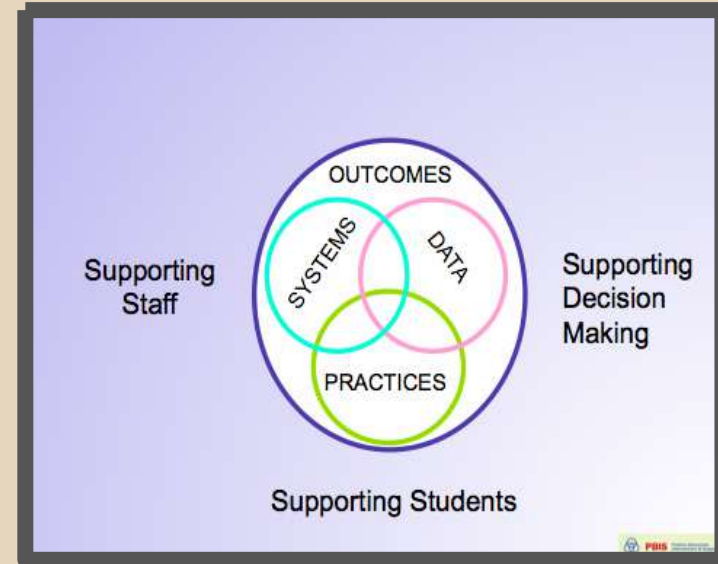 OUTCOMES
SYSTEMS
DATA
Supporting
Staff
Supporting
Decision
Making
PRACTICES
Supporting Students
PBIS